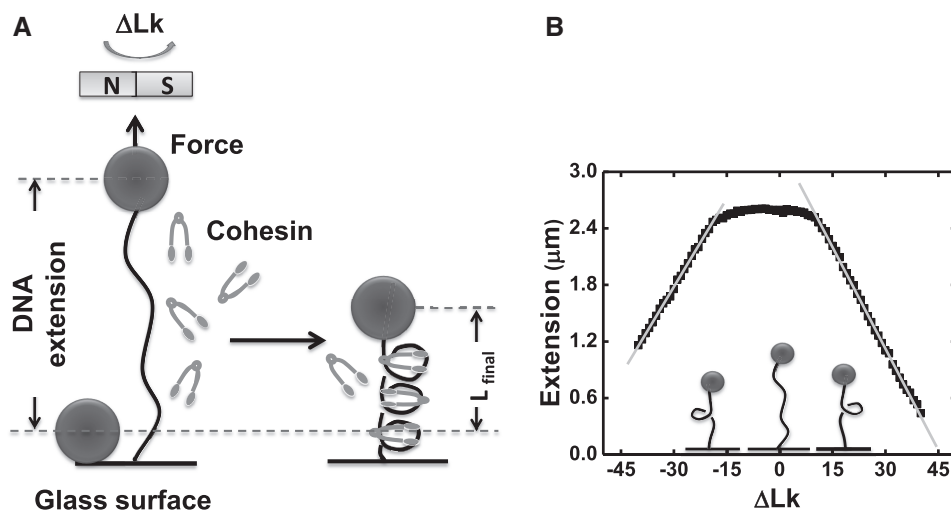 A
ΔLk
N S
Force
Cohesin
DNA
extension
L final
Glass surface
B
Extension (μm)
3.0
2.4
1.8
1.2
0.6
0.0
-45 -30 -15 0 15 30 45
ΔLk